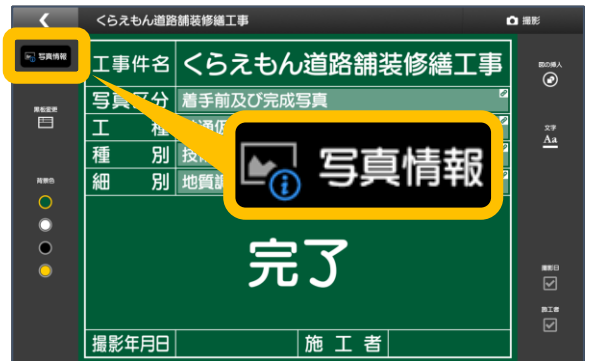 くらえもん道路舗装修繕工事
撮影
写真情報
工事件名 くらえもん道路舗装修繕工事
図の挿入
写真区分 着手前及び完成写真
黒板変更
工 種
文字
Aa
種 別
細 別 地質調
写真情報
背景色
完了
撮影日
施工者
撮影年月日 施工者